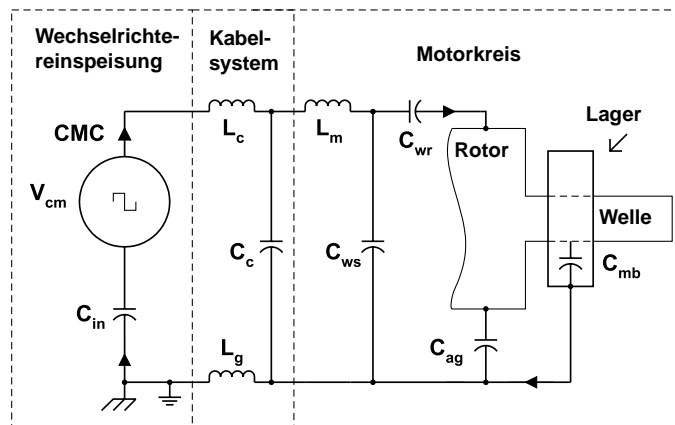 Wechselrichte-
reinspeisung
Kabel-
system
Motorkreis
CMC
Lc
Lm
Cwr
Rotor
Lager
Vcm
Welle
Cc
Cws
Cmb
Cin
Lg
Cag